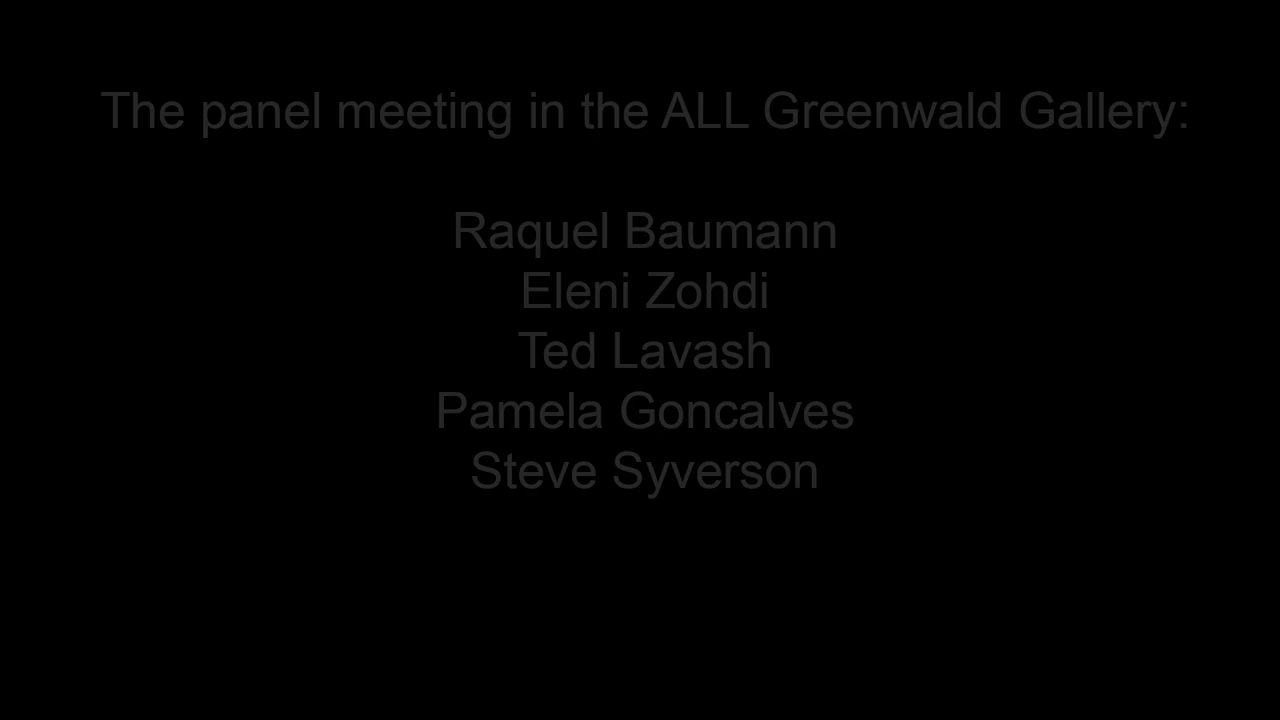 The panel meeting in the ALL Greenwald Gallery:
Raquel Baumann
Eleni Zohdi
Ted Lavash
Pamela Goncalves
Steve Syverson